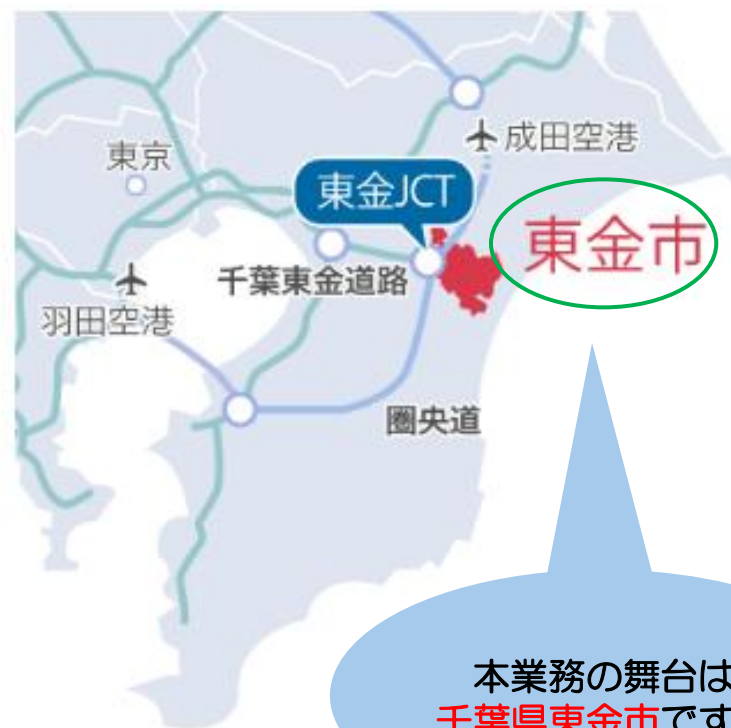 成田空港
東京
東金JCT
東金市
千葉東金道路
羽田空港
圏央道
本業務の舞台は
千葉県東金市です